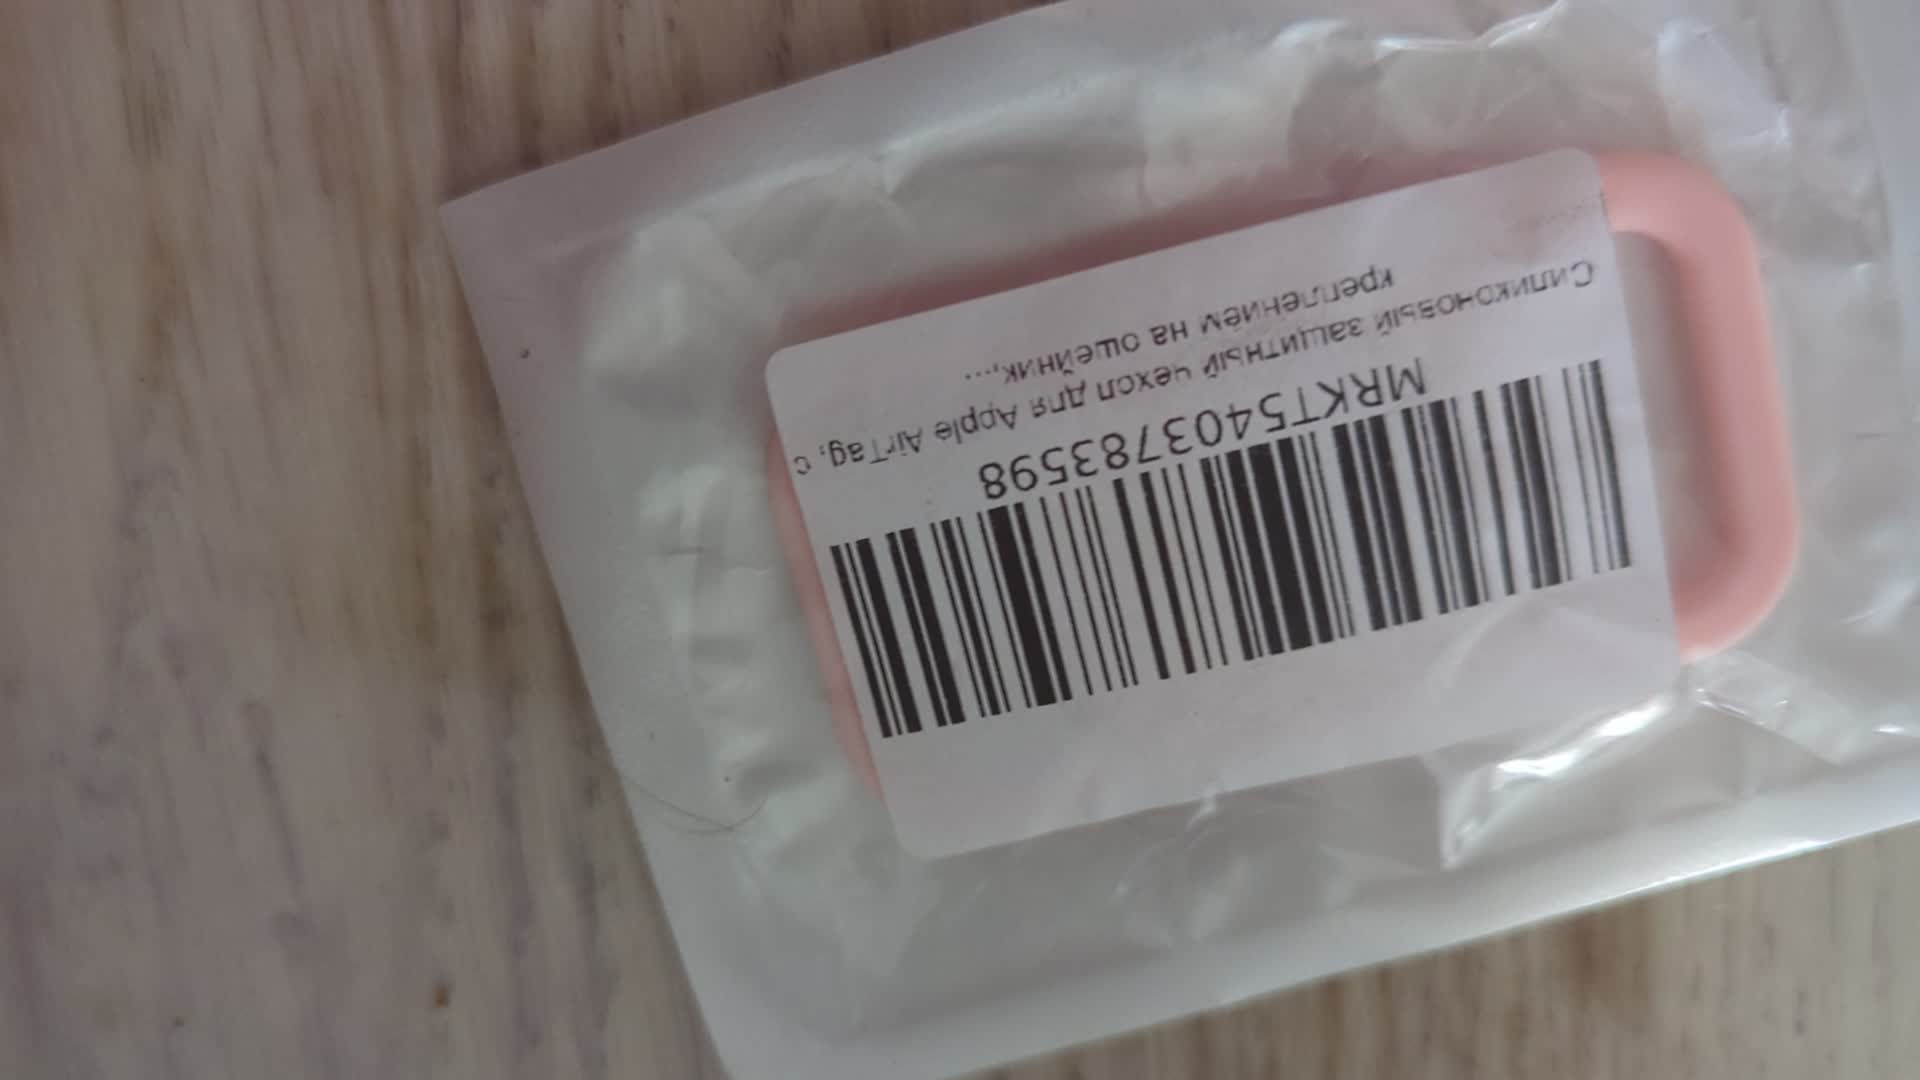 MRKT5403783598
Силиконовый защитный чехол для Apple AirTag, с
креплением на ошейник,...